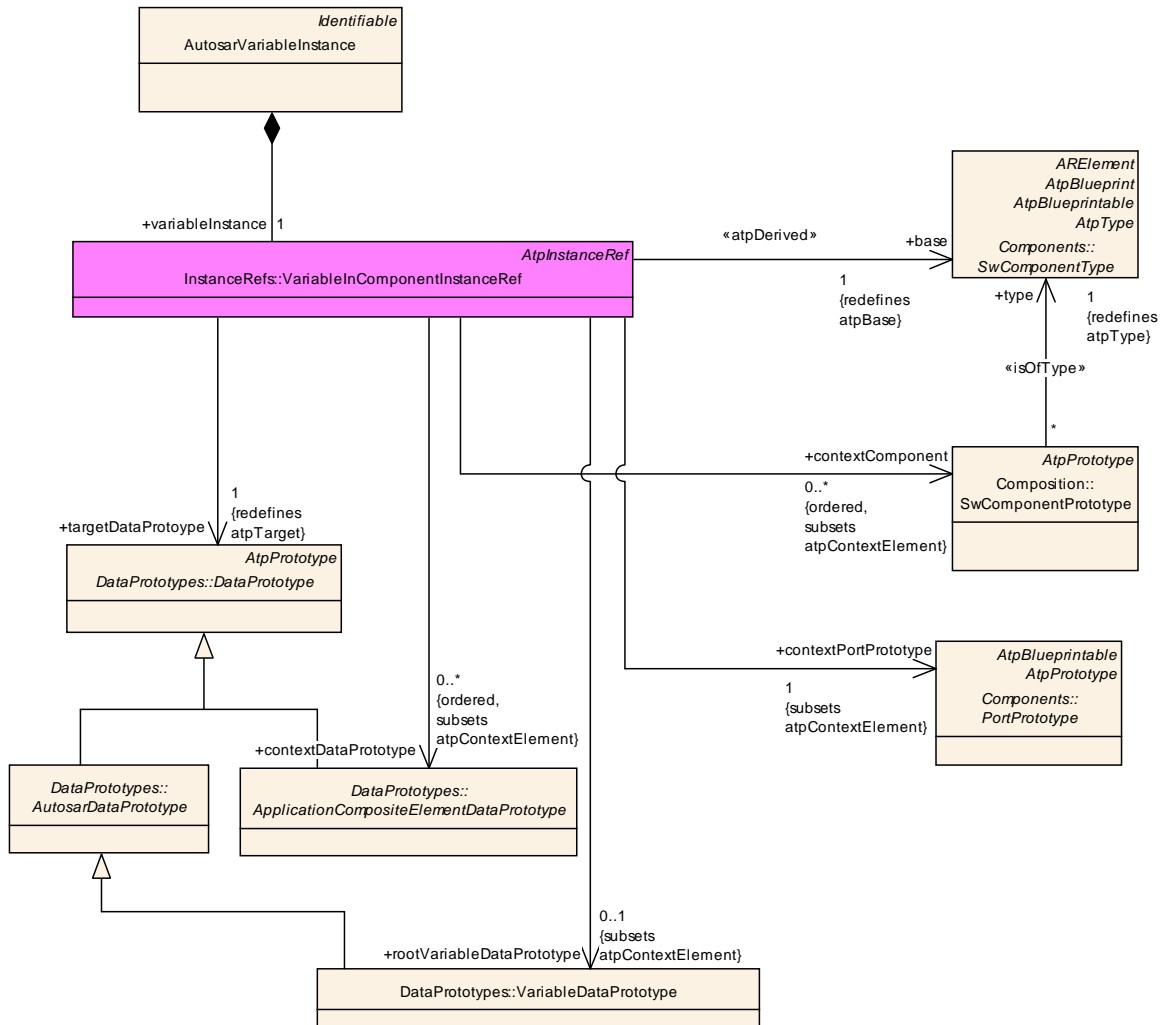 Identifiable
AutosarVariableInstance
+variableInstance 1
AtpInstanceRef
InstanceRefs::VariableInComponentInstanceRef
«atpDerived»
+base
1
{redefines
atpBase}
ARElement
AtpBlueprint
AtpBlueprintable
AtpType
Components::
SwComponentType
+type
1
{redefines
atpType}
«isOfType»
*
+contextComponent
0..*
{ordered,
subsets
atpContextElement}
AtpPrototype
Composition::
SwComponentPrototype
+targetDataProtoype
1
{redefines
atpTarget}
AtpPrototype
DataPrototypes::DataPrototype
+contextPortPrototype
1
{subsets
atpContextElement}
AtpBlueprintable
AtpPrototype
Components::
PortPrototype
0..*
{ordered,
subsets
atpContextElement}
+contextDataPrototype
DataPrototypes::
AutosarDataPrototype
DataPrototypes::
ApplicationCompositeElementDataPrototype
0..1
{subsets
atpContextElement}
+rootVariableDataPrototype
DataPrototypes::VariableDataPrototype